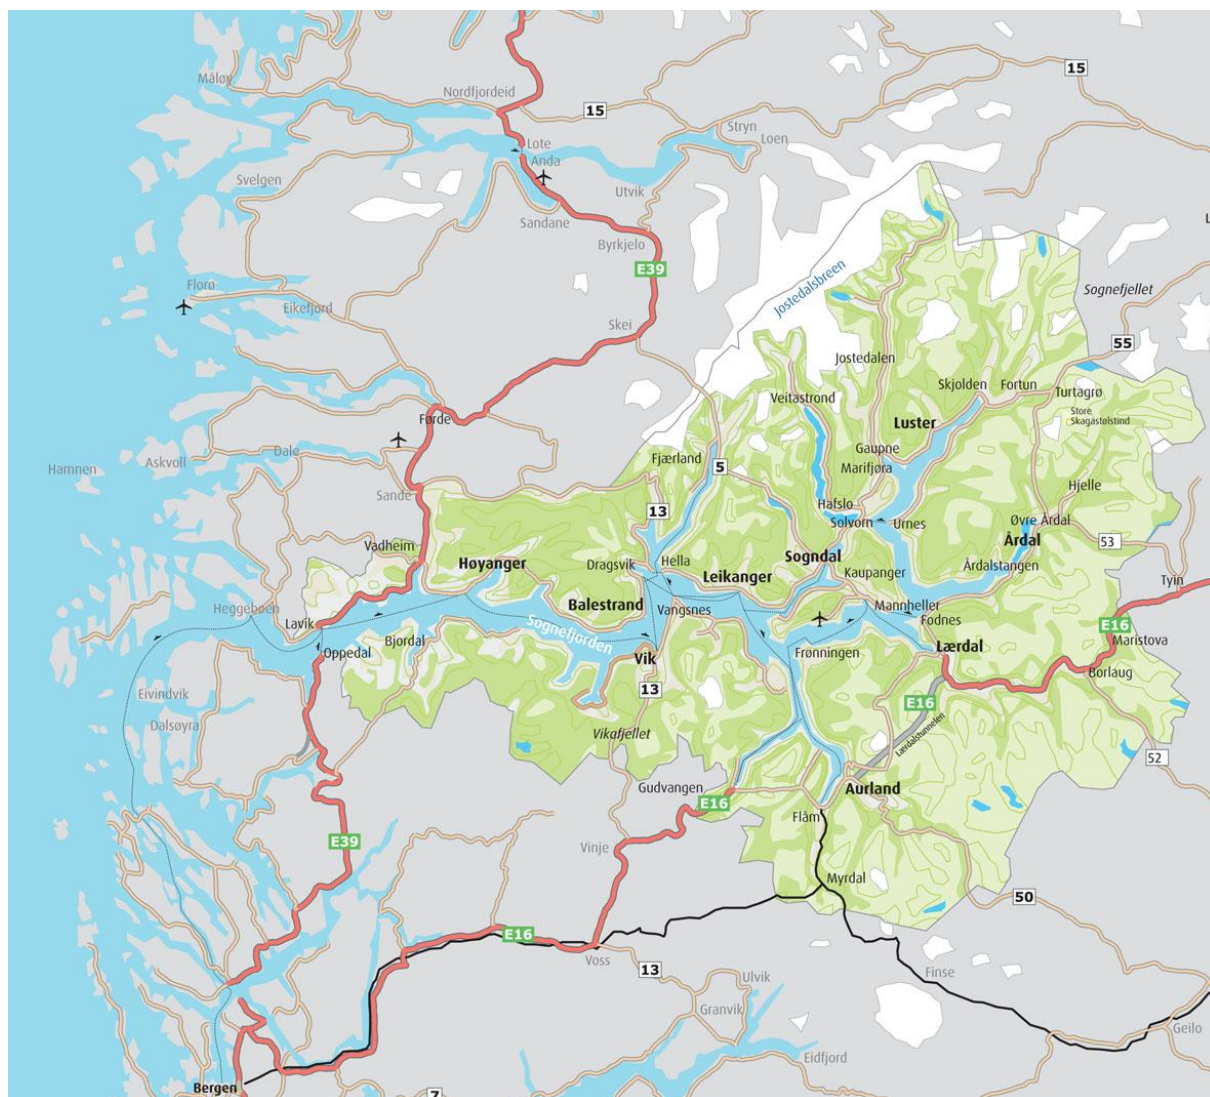 Måløy
Nordfjordeid
15
15
Stryn
Loen
Lote
Anda
Svelgen
Utvik
Sandane
Byrkjelo
E39
Florø
Eikefjord
Skei
Jostedalsbreen
Sognefjellet
L
55
Jostedalen
Skjolden
Fortun
Turtagrø
Veitastrond
Luster
Store
Skagastølstind
Førde
Gaupne
Marifjøra
Fjærland
5
Hamnen
Askvoll
Dale
Sande
Hjelle
Hafslo
Solvorn
Urnes
Øvre Årdal
13
Årdal
53
Vadheim
Høyanger
Dragsvik
Hella
Leikanger
Sogndal
Kaupanger
Årdalstangen
Tyin
Heggebøen
Lavik
Balestrand
Vangsnes
Mannheller
Fodnes
E16
Maristova
Sognefjorden
Bjordal
Oppedal
Vik
Frønningen
Lærdal
Borlaug
13
E16
Eivindvik
Dalsøyra
Vikafjellet
Lærdalstunnelen
52
Gudvangen
E16
Aurland
Flåm
E39
Vinje
Myrdal
50
E16
Voss
13
Ulvik
Finse
Granvik
Geilo
Eidfjord
Bergen
7